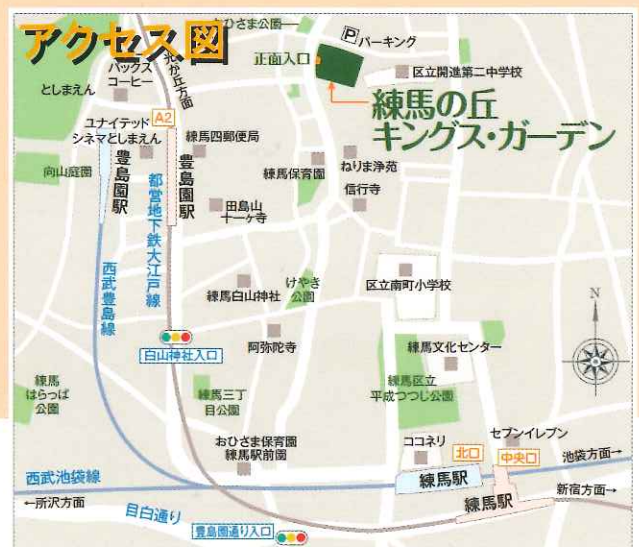 アクセス図
おひさま公園
P パーキング
正面入口
区立開進第二中学校
練馬の丘
キングス・ガーデン
光が丘方面
バックス
コーヒー
としまえん
A2
ユナイテッド
シネマとしまえん
練馬四郵便局
豊島園駅
豊島園駅
向山庭園
都営地下鉄大江戸線
西武豊島線
練馬保育園
ねりま浄苑
信行寺
田島山
十一ヶ寺
練馬白山神社
けやき
公園
区立南町小学校
N
白山神社入口
阿弥陀寺
練馬文化センター
練馬
はらっぱ
公園
練馬三丁
目公園
練馬区立
平成つつじ公園
おひさま保育園
練馬駅前園
ココネリ
セブンイレブン
北口
中央口
池袋方面→
西武池袋線
練馬駅
練馬駅
新宿方面→
←所沢方面
目白通り
豊島園通り入口